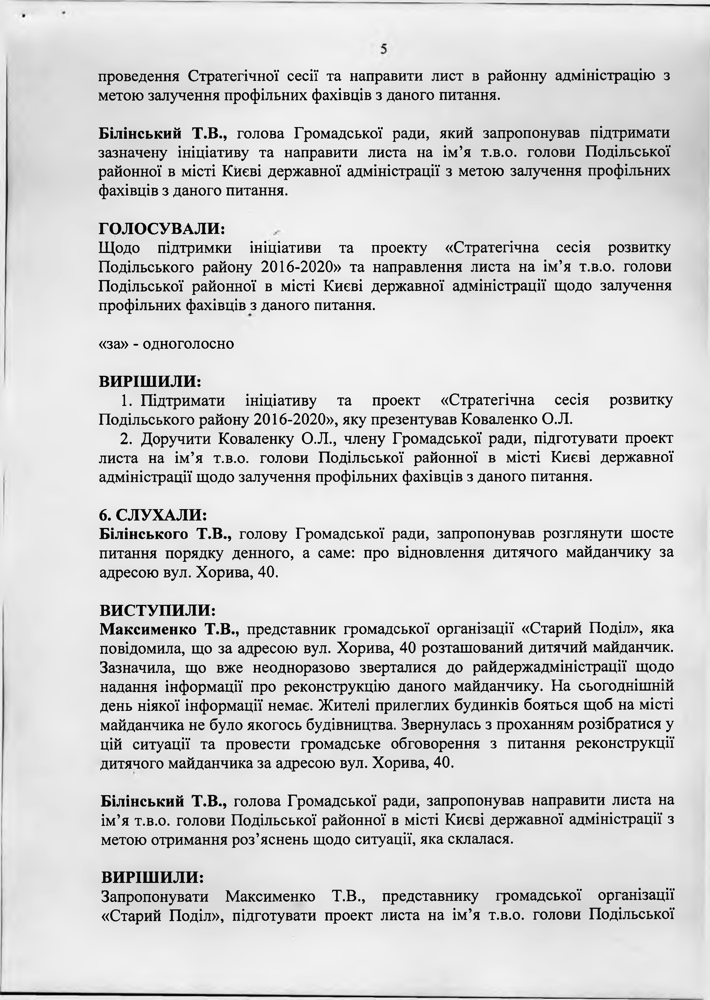 5
проведення Стратегічної сесії та направити лист в районну адміністрацію з
метою залучення профільних фахівців з даного питання.
Білінський Т.В., голова Громадської ради, який запропонував підтримати
зазначену ініціативу та направити листа на ім’я т.в.о. голови Подільської
районної в місті Києві державної адміністрації з метою залучення профільних
фахівців з даного питання.
ГОЛОСУВАЛИ:
Щодо підтримки ініціативи та проекту «Стратегічна сесія розвитку
Подільського району 2016-2020» та направлення листа на ім’я т.в.о. голови
Подільської районної в місті Києві державної адміністрації щодо залучення
профільних фахівців з даного питання.
«за» - одноголосно
ВИРІШИЛИ:
1. Підтримати ініціативу та проект «Стратегічна сесія розвитку
Подільського району 2016-2020», яку презентував Коваленко О.Л.
2. Доручити Коваленку О.Л., члену Громадської ради, підготувати проект
листа на ім’я т.в.о. голови Подільської районної в місті Києві державної
адміністрації щодо залучення профільних фахівців з даного питання.
6. СЛУХАЛИ:
Білінського Т.В., голову Громадської ради, запропонував розглянути шосте
питання порядку денного, а саме: про відновлення дитячого майданчику за
адресою вул. Хорива, 40.
ВИСТУПИЛИ:
Максименко Т.В., представник громадської організації «Старий Поділ», яка
повідомила, що за адресою вул. Хорива, 40 розташований дитячий майданчик.
Зазначила, що вже неодноразово зверталися до райдержадміністрації щодо
надання інформації про реконструкцію даного майданчику. На сьогоднішній
день ніякої інформації немає. Жителі прилеглих будинків бояться щоб на місті
майданчика не було якогось будівництва. Звернулась з проханням розібратися у
цій ситуації та провести громадське обговорення з питання реконструкції
дитячого майданчика за адресою вул. Хорива, 40.
Білінський Т.В., голова Громадської ради, запропонував направити листа на
ім’я т.в.о. голови Подільської районної в місті Києві державної адміністрації з
метою отримання роз’яснень щодо ситуації, яка склалася.
ВИРІШИЛИ:
Запропонувати Максименко Т.В., представнику громадської організації
«Старий Поділ», підготувати проект листа на ім’я т.в.о. голови Подільської